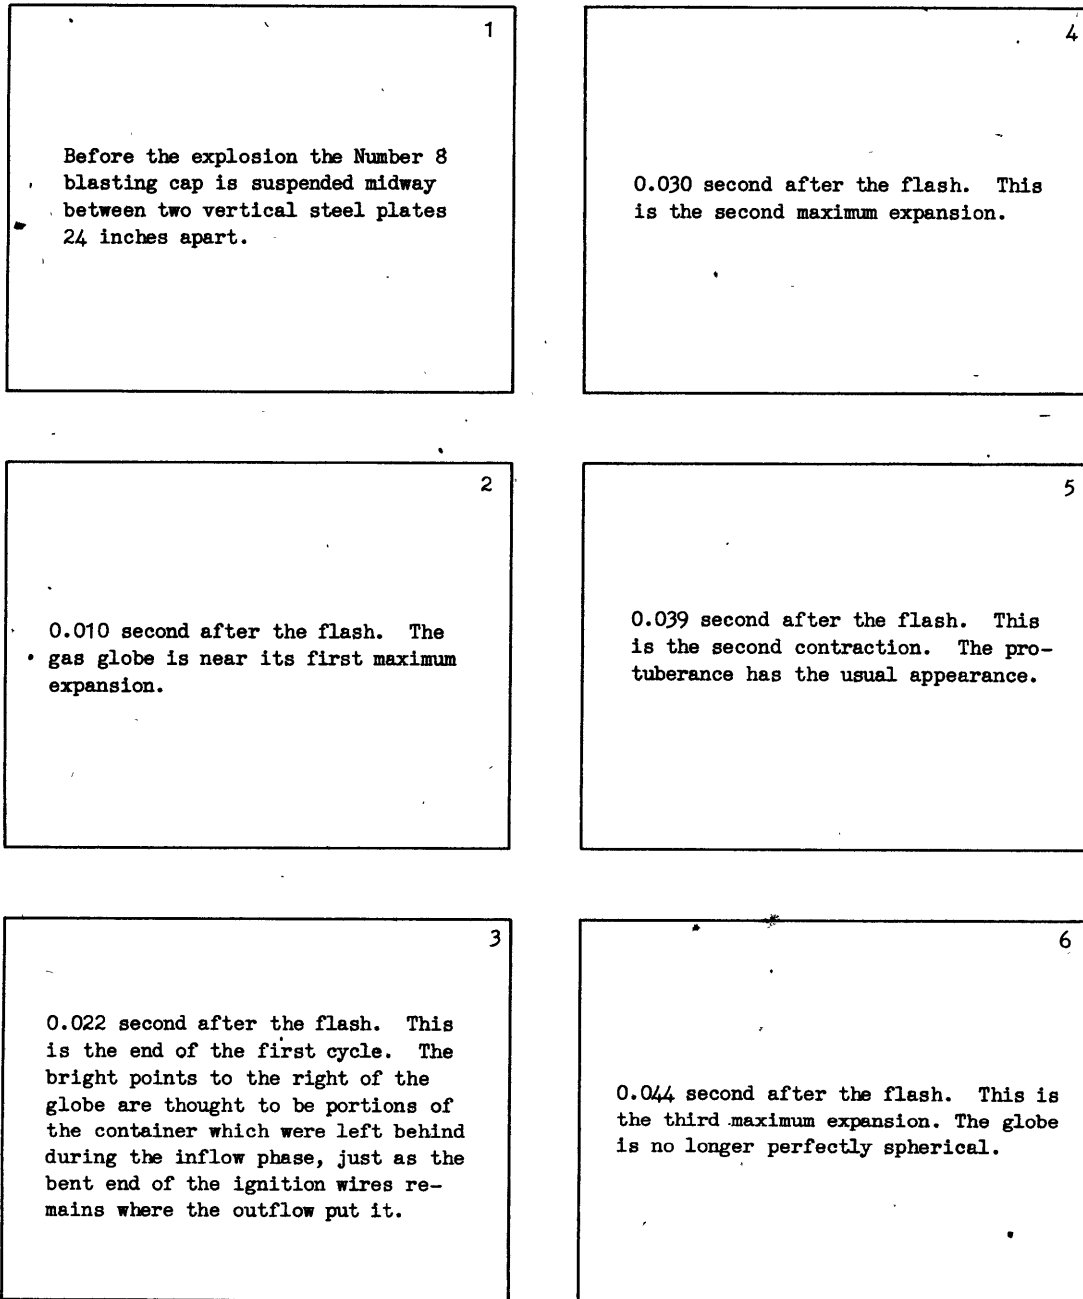 1
Before the explosion the Number 8
blasting cap is suspended midway
between two vertical steel plates
24 inches apart.
2
0.010 second after the flash. The
gas globe is near its first maximum
expansion.
3
0.022 second after the flash. This
is the end of the first cycle. The
bright points to the right of the
globe are thought to be portions of
the container which were left behind
during the inflow phase, just as the
bent end of the ignition wires re-
mains where the outflow put it.
4
0.030 second after the flash. This
is the second maximum expansion.
5
0.039 second after the flash. This
is the second contraction. The pro-
tuberance has the usual appearance.
6
0.044 second after the flash. This is
the third maximum expansion. The globe
is no longer perfectly spherical.